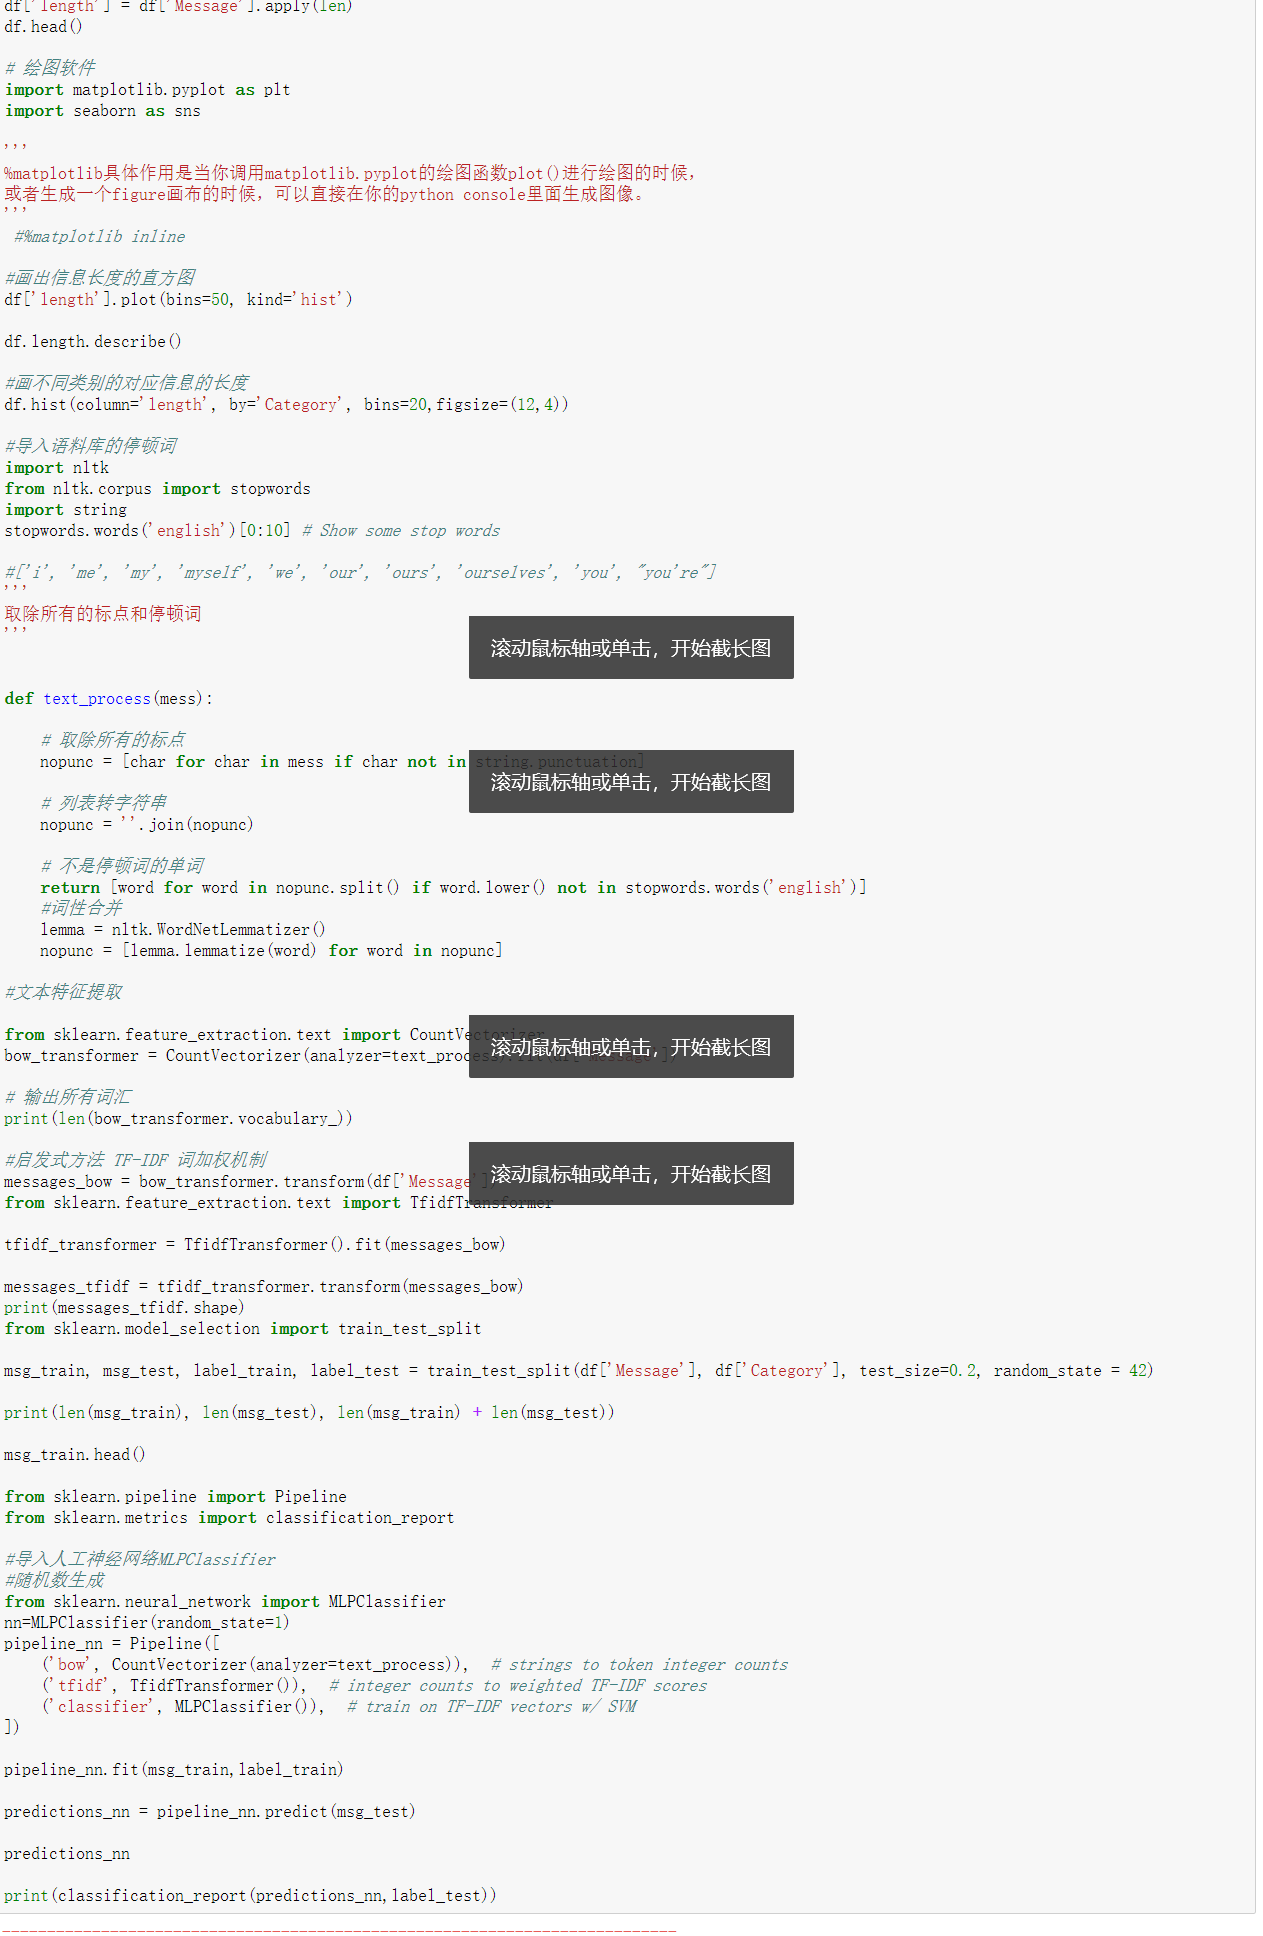 df['length'] = df['Message'].apply(len)
df.head()
# 绘图软件
import matplotlib.pyplot as plt
import seaborn as sns
'''
%matplotlib具体作用是当你调用matplotlib.pyplot的绘图函数plot()进行绘图的时候，
或者生成一个figure画布的时候，可以直接在你的python console里面生成图像。
'''
#%matplotlib inline
#画出信息长度的直方图
df['length'].plot(bins=50, kind='hist')
df.length.describe()
#画不同类别的对应信息的长度
df.hist(column='length', by='Category', bins=20,figsize=(12,4))
#导入语料库的停顿词
import nltk
from nltk.corpus import stopwords
import string
stopwords.words('english')[0:10] # Show some stop words
#['i', 'me', 'my', 'myself', 'we', 'our', 'ours', 'ourselves', 'you', "you're"]
'''
取除所有的标点和停顿词
'''
滚动鼠标轴或单击，开始截长图
def text_process(mess):
# 取除所有的标点
nopunc = [char for char in mess if char not in string.punctuation]
滚动鼠标轴或单击，开始截长图
# 列表转字符串
nopunc = ''.join(nopunc)
# 不是停顿词的单词
return [word for word in nopunc.split() if word.lower() not in stopwords.words('english')]
#词性合并
lemma = nltk.WordNetLemmatizer()
nopunc = [lemma.lemmatize(word) for word in nopunc]
#文本特征提取
from sklearn.feature_extraction.text import CountVectorizer
滚动鼠标轴或单击，开始截长图
bow_transformer = CountVectorizer(analyzer=text_process).fit(df['Message'])
# 输出所有词汇
print(len(bow_transformer.vocabulary_))
#启发式方法 TF-IDF 词加权机制
滚动鼠标轴或单击，开始截长图
messages_bow = bow_transformer.transform(df['Message'])
from sklearn.feature_extraction.text import TfidfTransformer
tfidf_transformer = TfidfTransformer().fit(messages_bow)
messages_tfidf = tfidf_transformer.transform(messages_bow)
print(messages_tfidf.shape)
from sklearn.model_selection import train_test_split
msg_train, msg_test, label_train, label_test = train_test_split(df['Message'], df['Category'], test_size=0.2, random_state = 42)
print(len(msg_train), len(msg_test), len(msg_train) + len(msg_test))
msg_train.head()
from sklearn.pipeline import Pipeline
from sklearn.metrics import classification_report
#导入人工神经网络MLPClassifier
#随机数生成
from sklearn.neural_network import MLPClassifier
nn=MLPClassifier(random_state=1)
pipeline_nn = Pipeline([
('bow', CountVectorizer(analyzer=text_process)), # strings to token integer counts
('tfidf', TfidfTransformer()), # integer counts to weighted TF-IDF scores
('classifier', MLPClassifier()), # train on TF-IDF vectors w/ SVM
])
pipeline_nn.fit(msg_train,label_train)
predictions_nn = pipeline_nn.predict(msg_test)
predictions_nn
print(classification_report(predictions_nn,label_test))